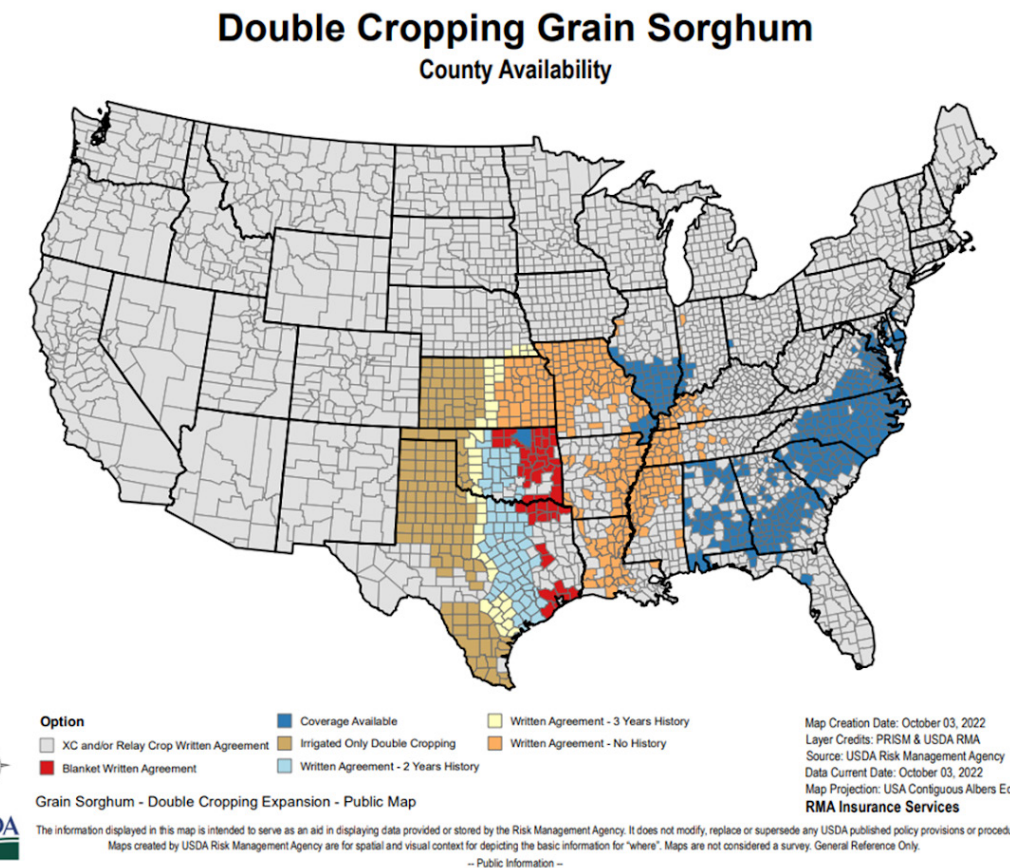 Double Cropping Grain Sorghum
County Availability
Option
XC and/or Relay Crop Written Agreement
Blanket Written Agreement
Coverage Available
Irrigated Only Double Cropping
Written Agreement - 2 Years History
Written Agreement - 3 Years History
Written Agreement - No History
Map Creation Date: October 03, 2022
Layer Credits: PRISM & USDA RMA
Source: USDA Risk Management Agency
Data Current Date: October 03, 2022
Map Projection: USA Contiguous Albers
RMA Insurance Services
Grain Sorghum - Double Cropping Expansion - Public Map
The information displayed in this map is intended to serve as an aid in displaying data provided or stored by the Risk Management Agency. It does not modify, replace or supersede any USDA published policy provisions or
Maps created by USDA Risk Management Agency are for spatial and visual context for depicting the basic information for "where". Maps are not considered a survey. General Reference Only.
-- Public Information --